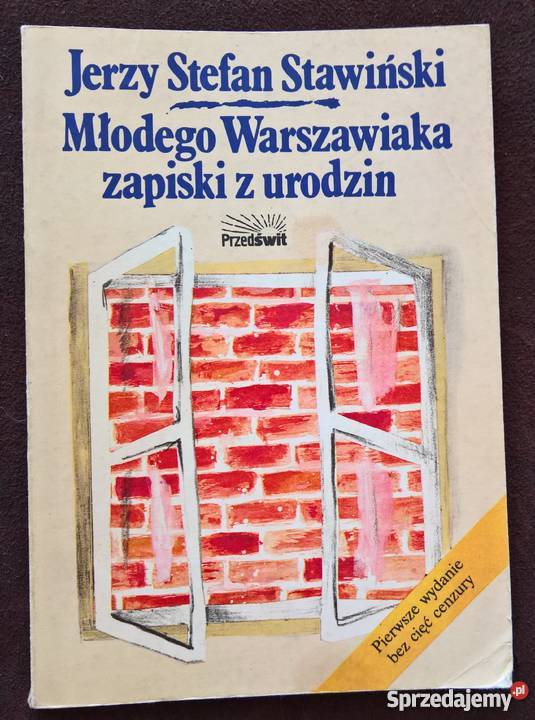 Jerzy Stefan Stawiński
Młodego Warszawiaka
zapiski z urodzin
Przedświt
Pierwsze wydanie
bez cięć cenzury
Sprzedajemy.pl